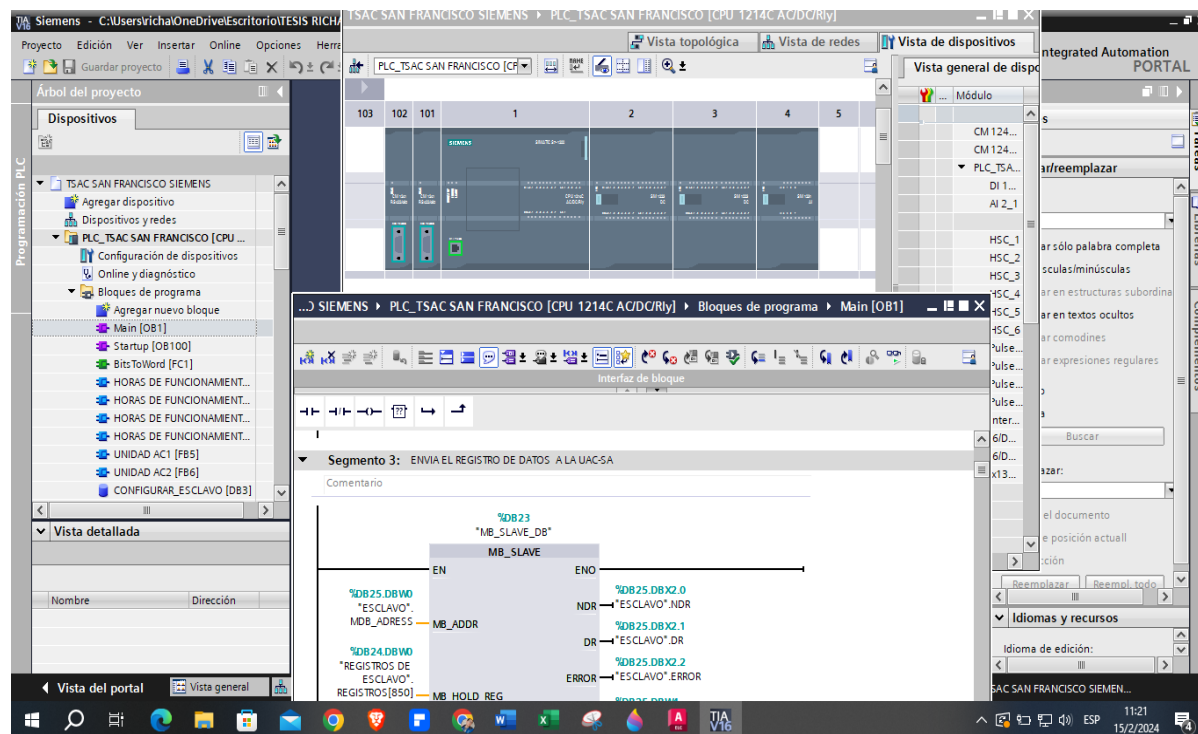 Siemens - C:\Users\richa\OneDrive\Escritorio\TESIS RICHA
TSAC SAN FRANCISCO SIEMENS ▸ PLC_TSAC SAN FRANCISCO [CPU 1214C AC/DC/Rly]
Proyecto Edición Ver Insertar Online Opciones Herra
Vista topológica Vista de redes Vista de dispositivos
Integrated Automation
PORTAL
Guardar proyecto
PLC_TSAC SAN FRANCISCO [CP
Vista general de dispo
Árbol del proyecto
... Módulo
Dispositivos
103 102 101 1 2 3 4 5
SIEMENS
CM 124...
CM 124...
PLC_TSA...
DI 1...
AI 2_1
HSC_1
HSC_2
HSC_3
HSC_4
HSC_5
HSC_6
Pulse...
Pulse...
Pulse...
Pulse...
Inter...
6/D...
6/D...
x13...
Programación PLC
TSAC SAN FRANCISCO SIEMENS
Agregar dispositivo
Dispositivos y redes
PLC_TSAC SAN FRANCISCO [CPU ...
Configuración de dispositivos
Online y diagnóstico
Bloques de programa
Agregar nuevo bloque
Main [OB1]
Startup [OB100]
BitsToWord [FC1]
HORAS DE FUNCIONAMIENT...
HORAS DE FUNCIONAMIENT...
HORAS DE FUNCIONAMIENT...
HORAS DE FUNCIONAMIENT...
UNIDAD AC1 [FB5]
UNIDAD AC2 [FB6]
CONFIGURAR_ESCLAVO [DB3]
Vista detallada
Nombre Dirección
...O SIEMENS ▸ PLC_TSAC SAN FRANCISCO [CPU 1214C AC/DC/Rly] ▸ Bloques de programa ▸ Main [OB1]
Interfaz de bloque
??
Segmento 3: ENVIA EL REGISTRO DE DATOS A LA UAC-SA
Comentario
%DB23
"MB_SLAVE_DB"
MB_SLAVE
EN ENO
%DB25.DBW0
"ESCLAVO".
MDB_ADRESS MB_ADDR
%DB25.DBX2.0
NDR "ESCLAVO".NDR
%DB25.DBX2.1
DR "ESCLAVO".DR
%DB24.DBW0
"REGISTROS DE
ESCLAVO".
REGISTROS[850] MB_HOLD_REG
%DB25.DBX2.2
ERROR "ESCLAVO".ERROR
ar/reemplazar
ar sólo palabra completa
sculas/minúsculas
ar en estructuras subordina
ar en textos ocultos
ar comodines
ar expresiones regulares
Buscar
azar:
el documento
e posición actuall
cción
Reemplazar Reempl. todo
Idiomas y recursos
Idioma de edición:
Tareas
Librerías
Complementos
Vista del portal Vista general
SAC SAN FRANCISCO SIEMEN...
TIA
V16
ESP
11:21
15/2/2024
4